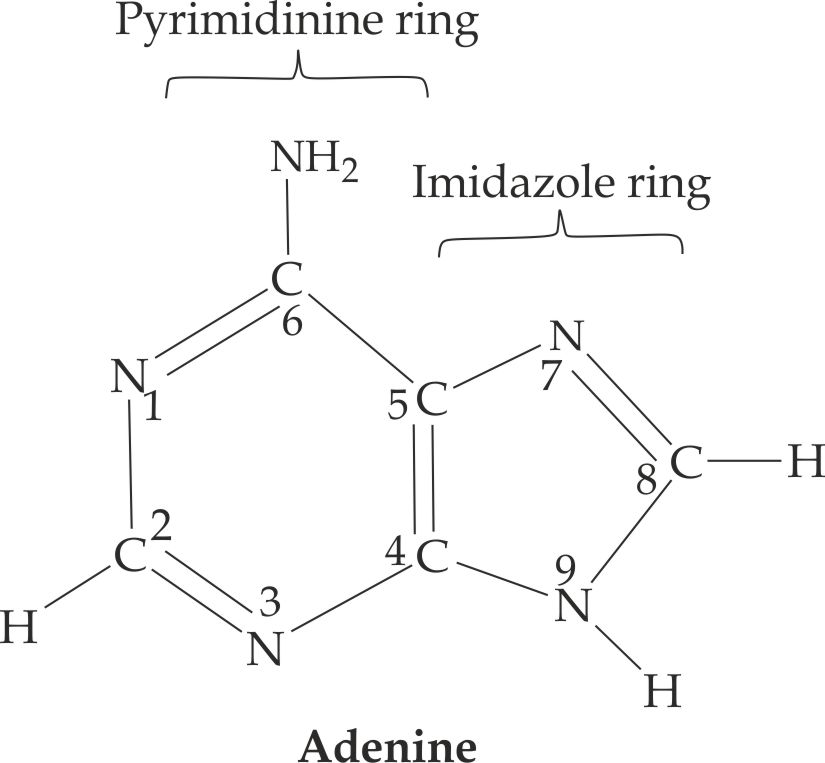 Pyrimidinine ring
NH2
Imidazole ring
C
6
N
7
N
1
5 C
8 C H
2
C
4 C
9
N
3
N
H
H
Adenine